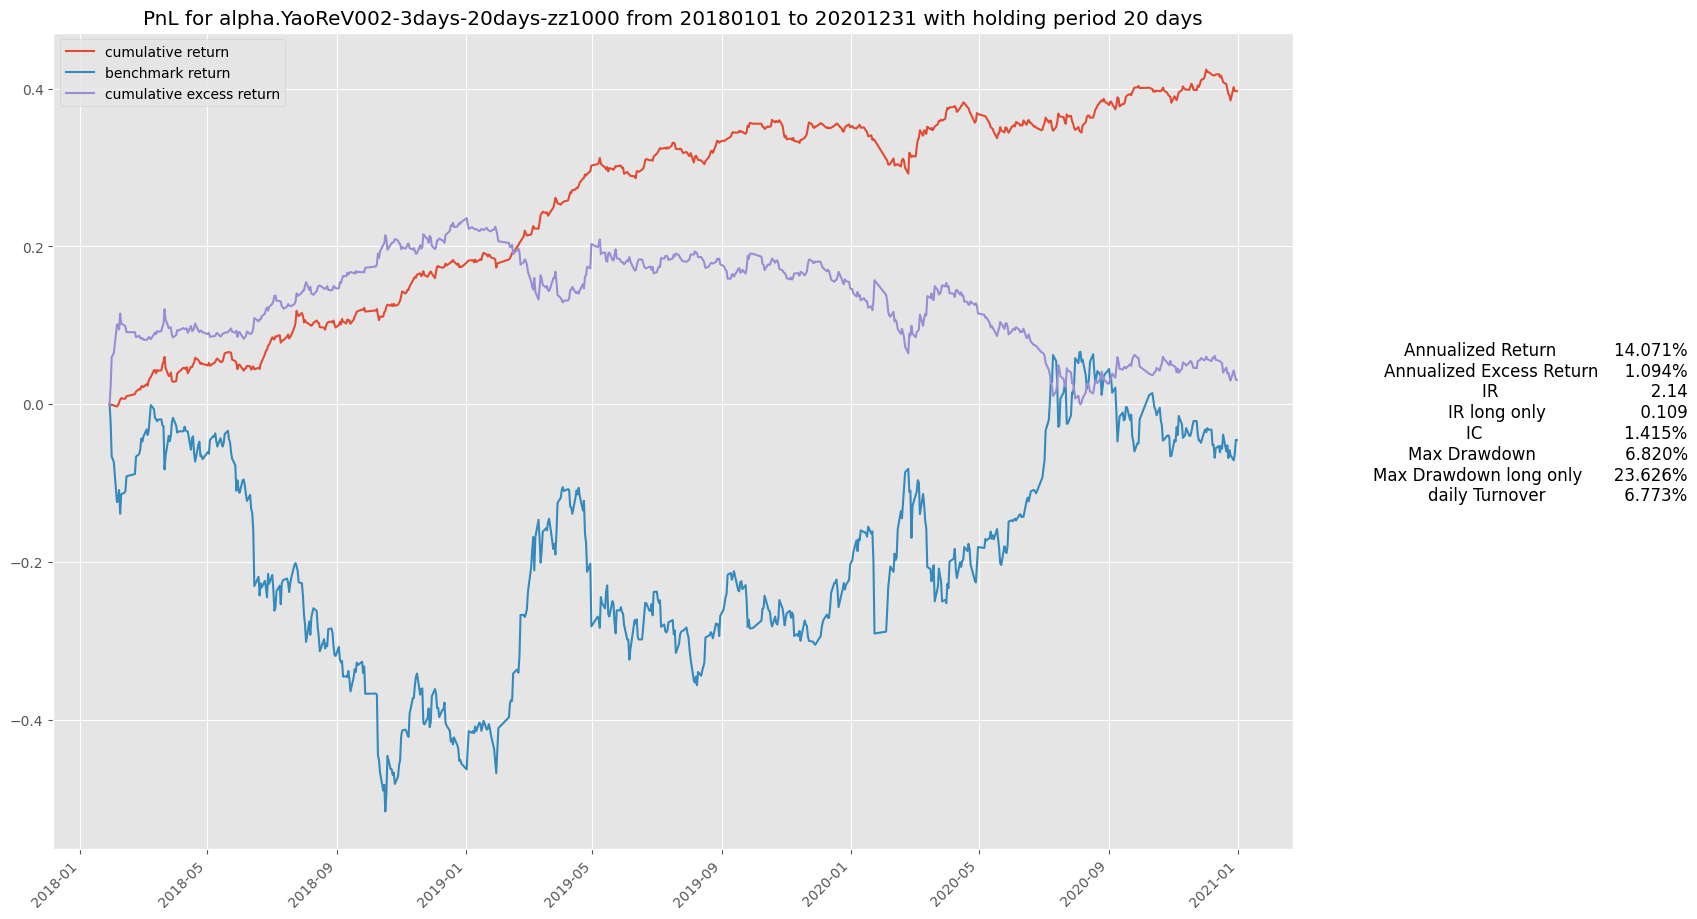 PnL for alpha.YaoReV002-3days-20days-zz1000 from 20180101 to 20201231 with holding period 20 days
cumulative return
benchmark return
cumulative excess return
0.4
0.2
0.0
−0.2
−0.4
2018-01
2018-05
2018-09
2019-01
2019-05
2019-09
2020-01
2020-05
2020-09
2021-01
Annualized Return 14.071%
Annualized Excess Return 1.094%
IR 2.14
IR long only 0.109
IC 1.415%
Max Drawdown 6.820%
Max Drawdown long only 23.626%
daily Turnover 6.773%